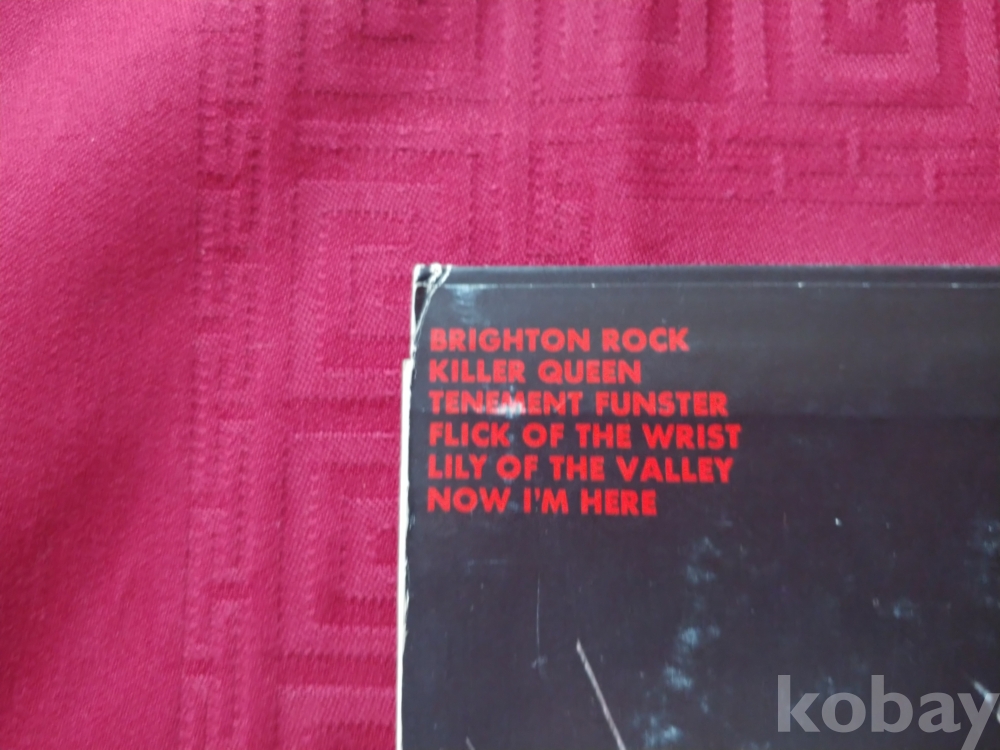 BRIGHTON ROCK
KILLER QUEEN
TENEMENT FUNSTER
FLICK OF THE WRIST
LILY OF THE VALLEY
NOW I'M HERE
kobay